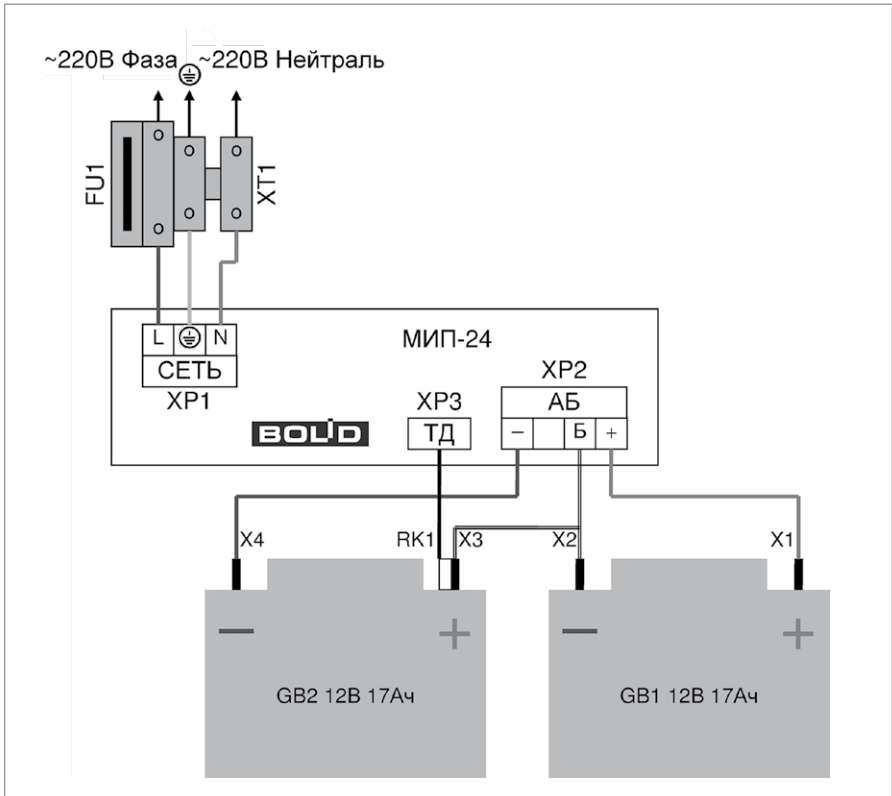 ~220В Фаза ~220В Нейтраль
FU1
XT1
L N
СЕТЬ
XP1
МИП-24
XP2
XP3
АБ
BOLID
ТД
– Б +
X4
RK1 X3
X2
X1
– +
– +
GB2 12В 17Ач
GB1 12В 17Ач